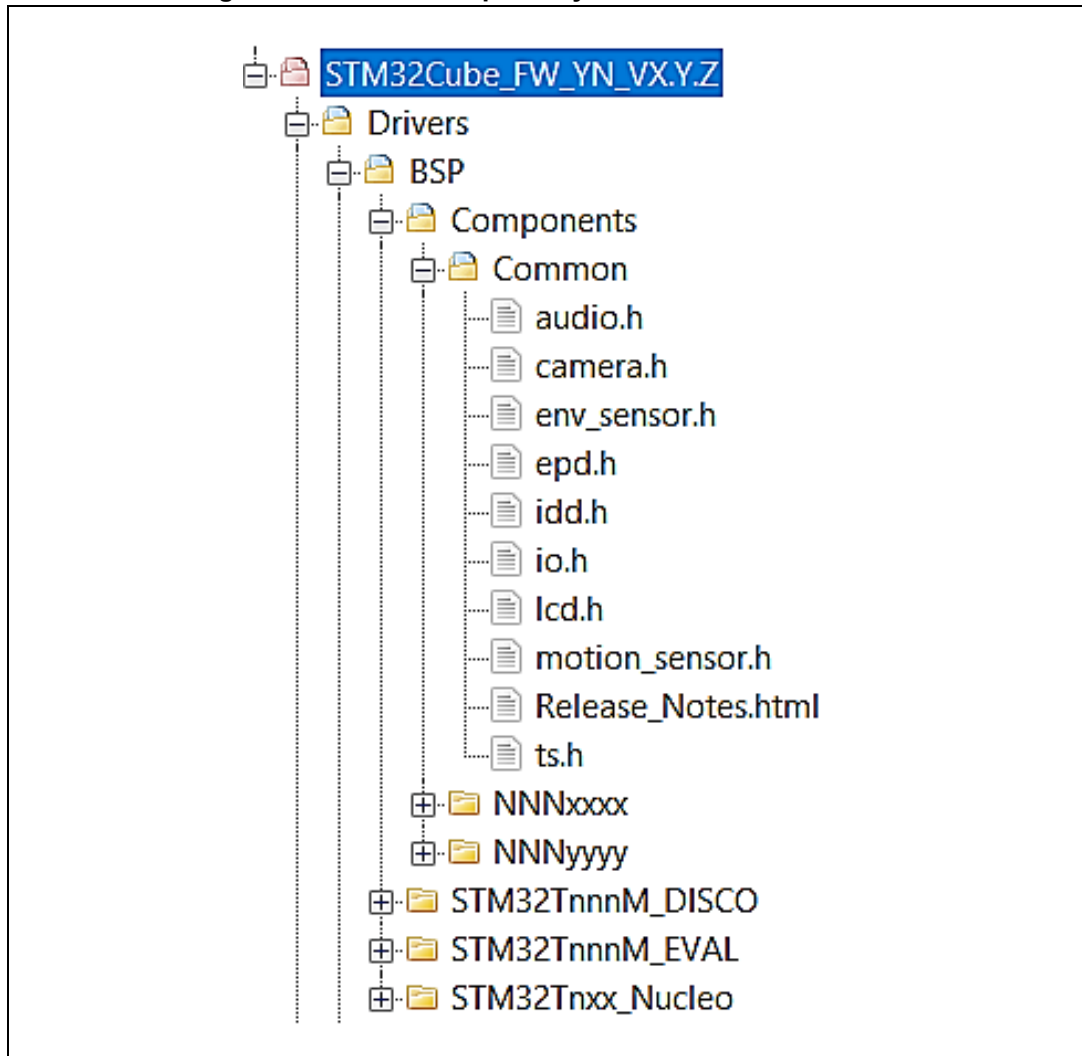 STM32Cube_FW_YN_VX.Y.Z
Drivers
BSP
Components
Common
audio.h
camera.h
env_sensor.h
epd.h
idd.h
io.h
lcd.h
motion_sensor.h
Release_Notes.html
ts.h
NNNxxxx
NNNyyyy
STM32TnnnM_DISCO
STM32TnnnM_EVAL
STM32Tnxx_Nucleo